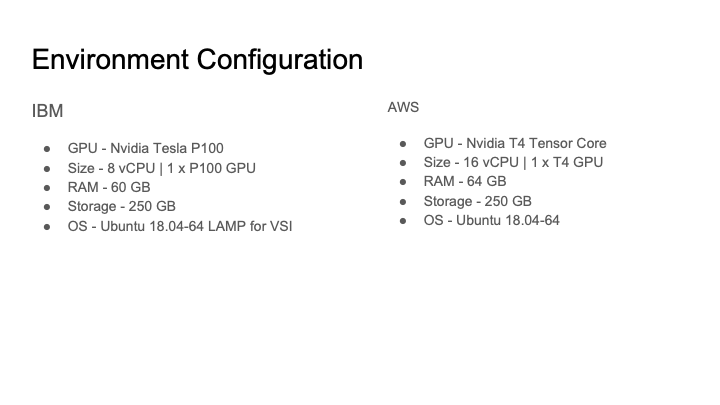 Environment Configuration
IBM
● GPU - Nvidia Tesla P100
● Size - 8 vCPU | 1 x P100 GPU
● RAM - 60 GB
● Storage - 250 GB
● OS - Ubuntu 18.04-64 LAMP for VSI
AWS
● GPU - Nvidia T4 Tensor Core
● Size - 16 vCPU | 1 x T4 GPU
● RAM - 64 GB
● Storage - 250 GB
● OS - Ubuntu 18.04-64